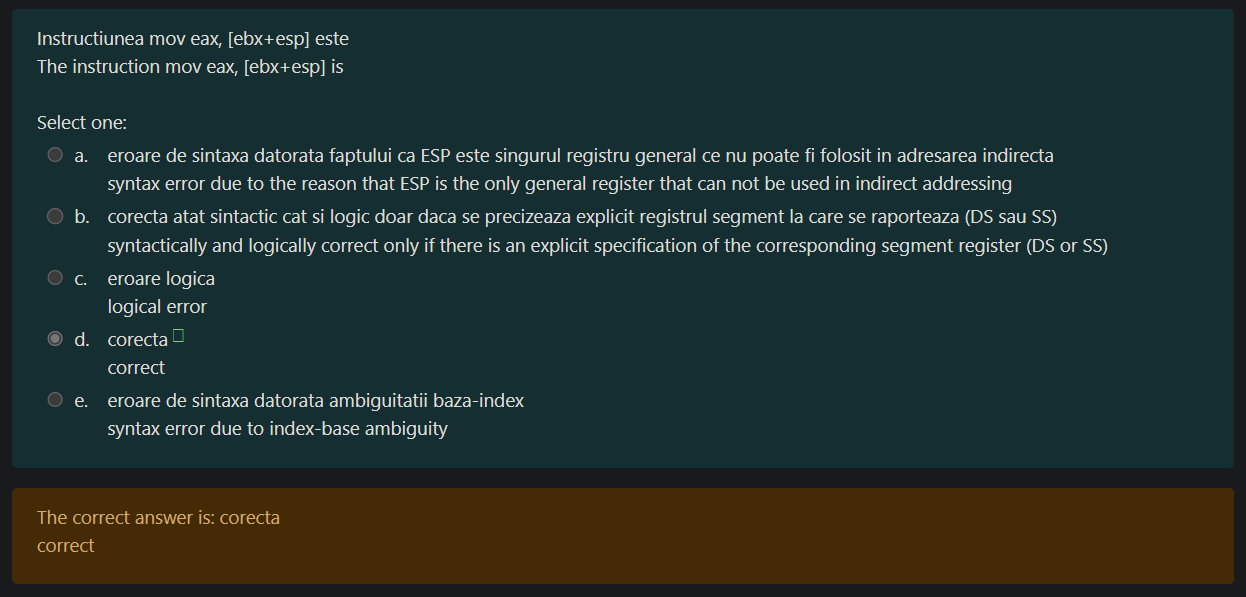 Instructiunea mov eax, [ebx+esp] este
The instruction mov eax, [ebx+esp] is
Select one:
a. eroare de sintaxa datorata faptului ca ESP este singurul registru general ce nu poate fi folosit in adresarea indirecta
syntax error due to the reason that ESP is the only general register that can not be used in indirect addressing
b. corecta atat sintactic cat si logic doar daca se precizeaza explicit registrul segment la care se raporteaza (DS sau SS)
syntactically and logically correct only if there is an explicit specification of the corresponding segment register (DS or SS)
c. eroare logica
logical error
d. corecta
correct
e. eroare de sintaxa datorata ambiguitatii baza-index
syntax error due to index-base ambiguity
The correct answer is: corecta
correct